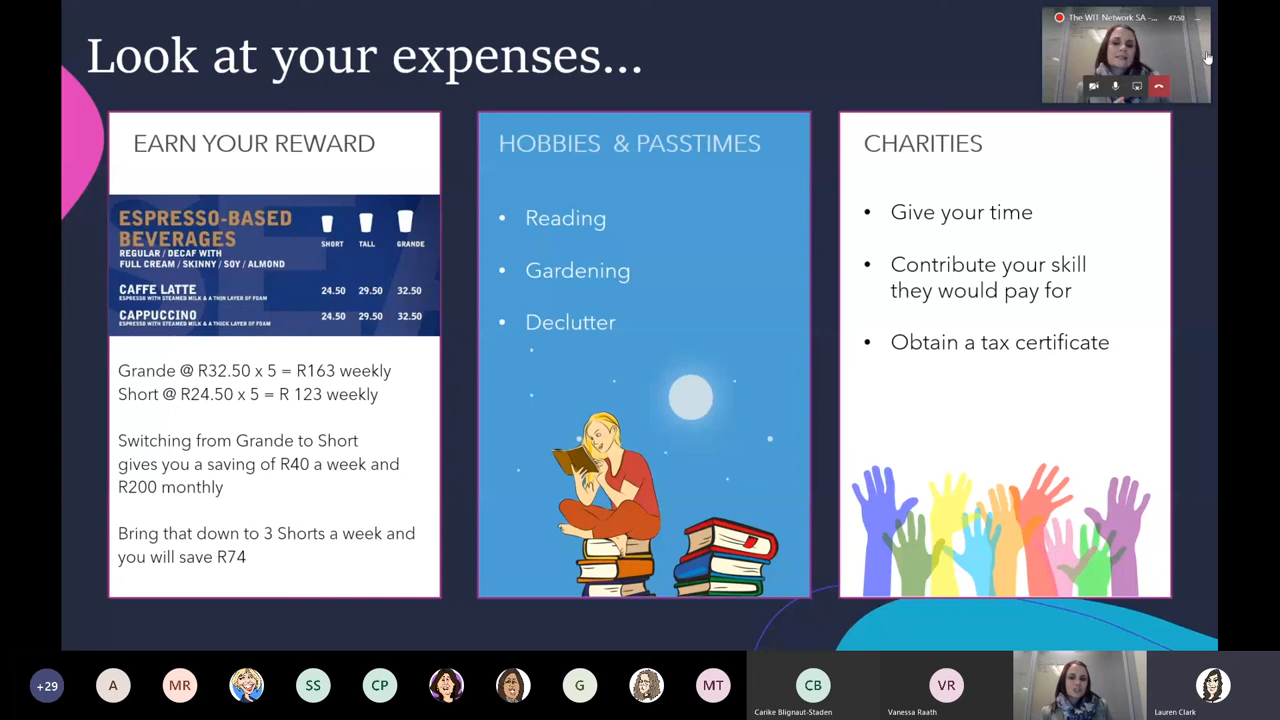 Look at your expenses...
The WIT Network SA -...
47:50
...
EARN YOUR REWARD
ESPRESSO-BASED
BEVERAGES
REGULAR / DECAF WITH
FULL CREAM / SKINNY / SOY / ALMOND
SHORT TALL GRANDE
CAFFE LATTE 24.50 29.50 32.50
ESPRESSO WITH STEAMED MILK & A THIN LAYER OF FOAM
CAPPUCCINO 24.50 29.50 32.50
ESPRESSO WITH STEAMED MILK & A THICK LAYER OF FOAM
Grande @ R32.50 x 5 = R163 weekly
Short @ R24.50 x 5 = R 123 weekly
Switching from Grande to Short
gives you a saving of R40 a week and
R200 monthly
Bring that down to 3 Shorts a week and
you will save R74
HOBBIES & PASSTIMES
• Reading
• Gardening
• Declutter
CHARITIES
• Give your time
• Contribute your skill
they would pay for
• Obtain a tax certificate
+29
A
MR
SS
CP
G
MT
CB
Carike Blignaut-Staden
VR
Vanessa Raath
Lauren Clark